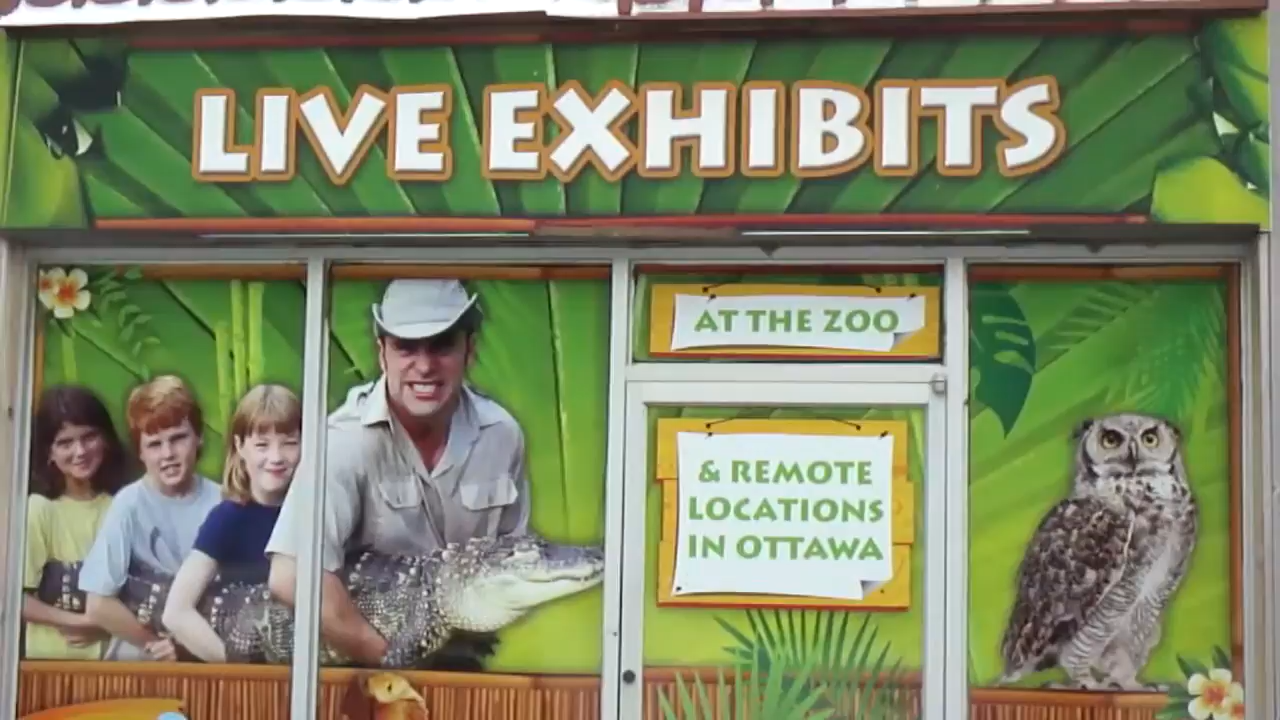 LIVE EXHIBITS
AT THE ZOO
& REMOTE
LOCATIONS
IN OTTAWA